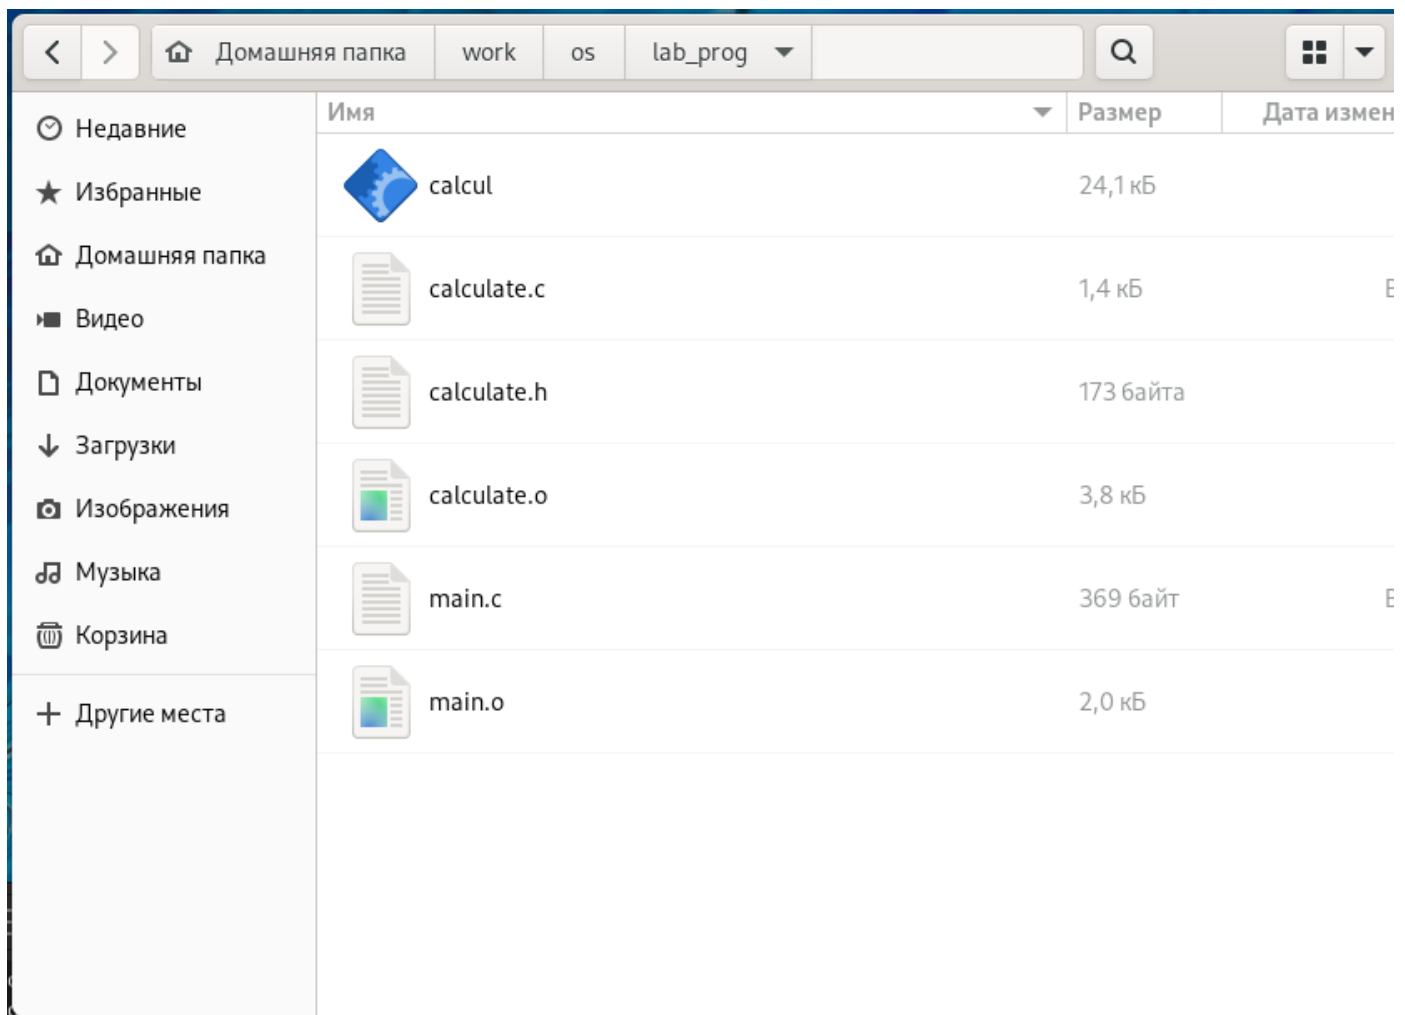 Домашняя папка work os lab_prog
Имя Размер Дата измен
Недавние
Избранные
Домашняя папка
Видео
Документы
Загрузки
Изображения
Музыка
Корзина
Другие места
calcul 24,1 кБ
calculate.c 1,4 кБ
calculate.h 173 байта
calculate.o 3,8 кБ
main.c 369 байт
main.o 2,0 кБ